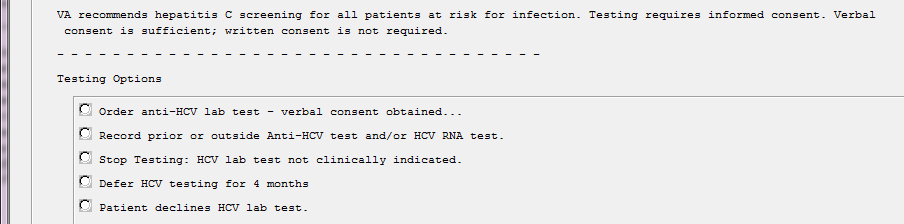 VA recommends hepatitis C screening for all patients at risk for infection. Testing requires informed consent. Verbal
consent is sufficient; written consent is not required.
- - - - - - - - - - - - - - - - - - - - - - - - - - - - - - - - - - -
Testing Options
Order anti-HCV lab test - verbal consent obtained...
Record prior or outside Anti-HCV test and/or HCV RNA test.
Stop Testing: HCV lab test not clinically indicated.
Defer HCV testing for 4 months
Patient declines HCV lab test.